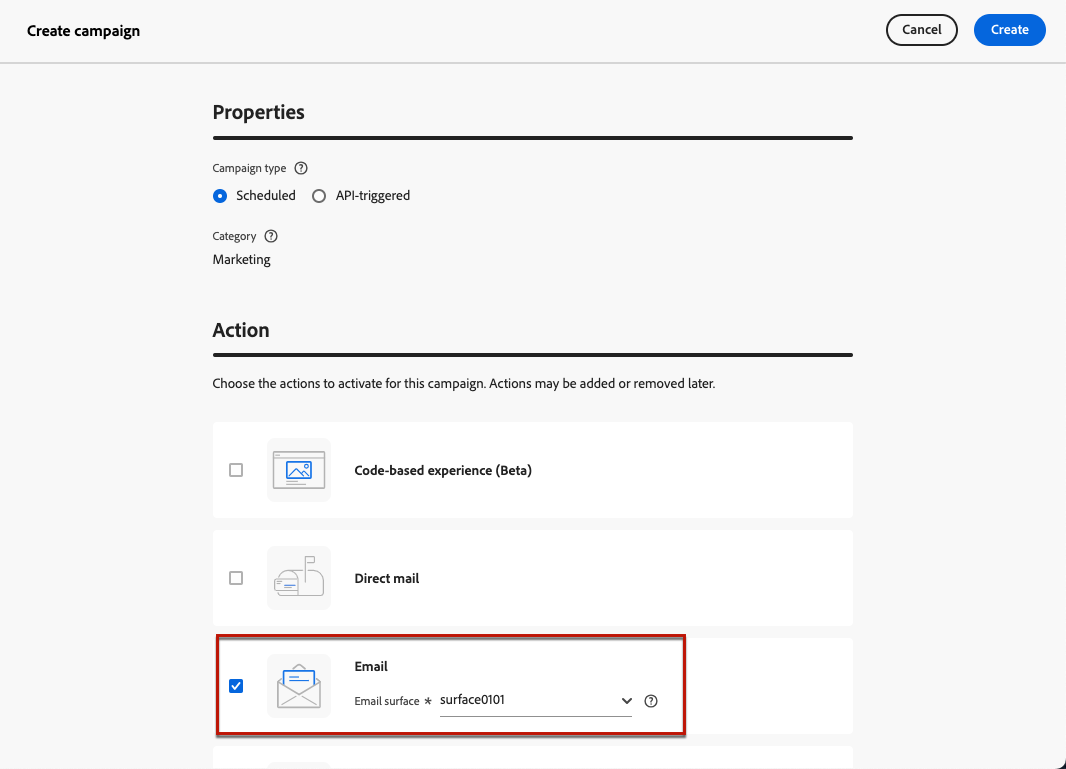 Create campaign
Cancel
Create
Properties
Campaign type
Scheduled
API-triggered
Category
Marketing
Action
Choose the actions to activate for this campaign. Actions may be added or removed later.
Code-based experience (Beta)
Direct mail
Email
Email surface * surface0101